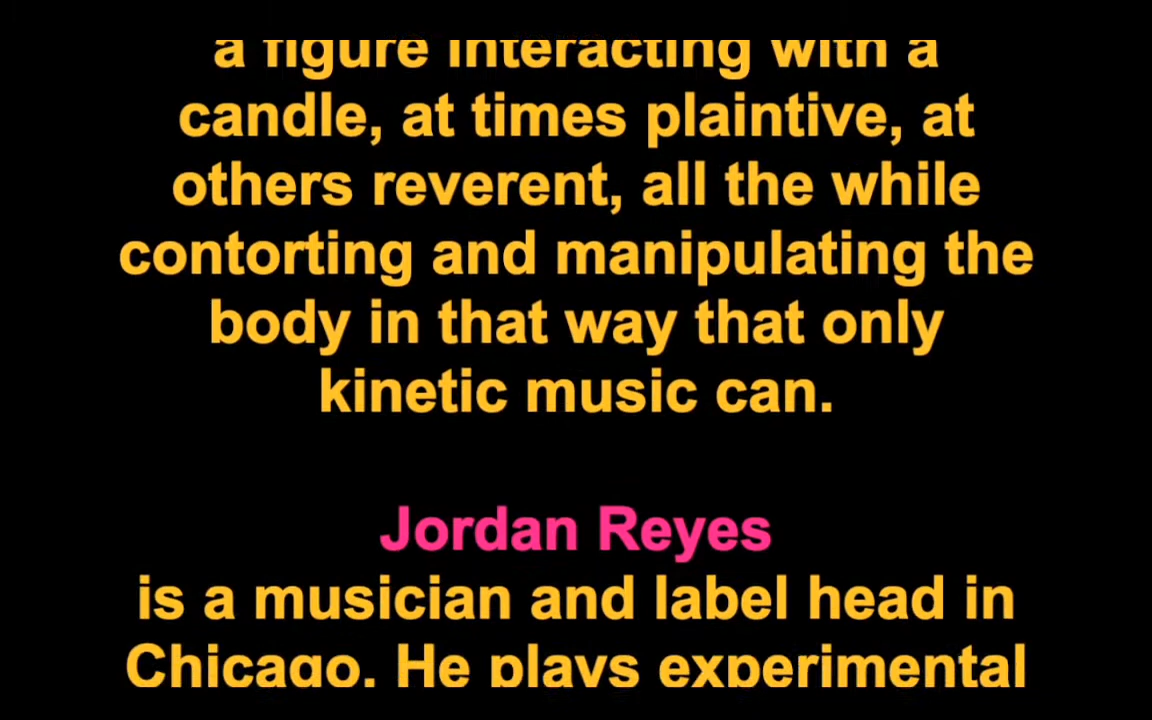 a figure interacting with a
candle, at times plaintive, at
others reverent, all the while
contorting and manipulating the
body in that way that only
kinetic music can.
Jordan Reyes
is a musician and label head in
Chicago. He plays experimental